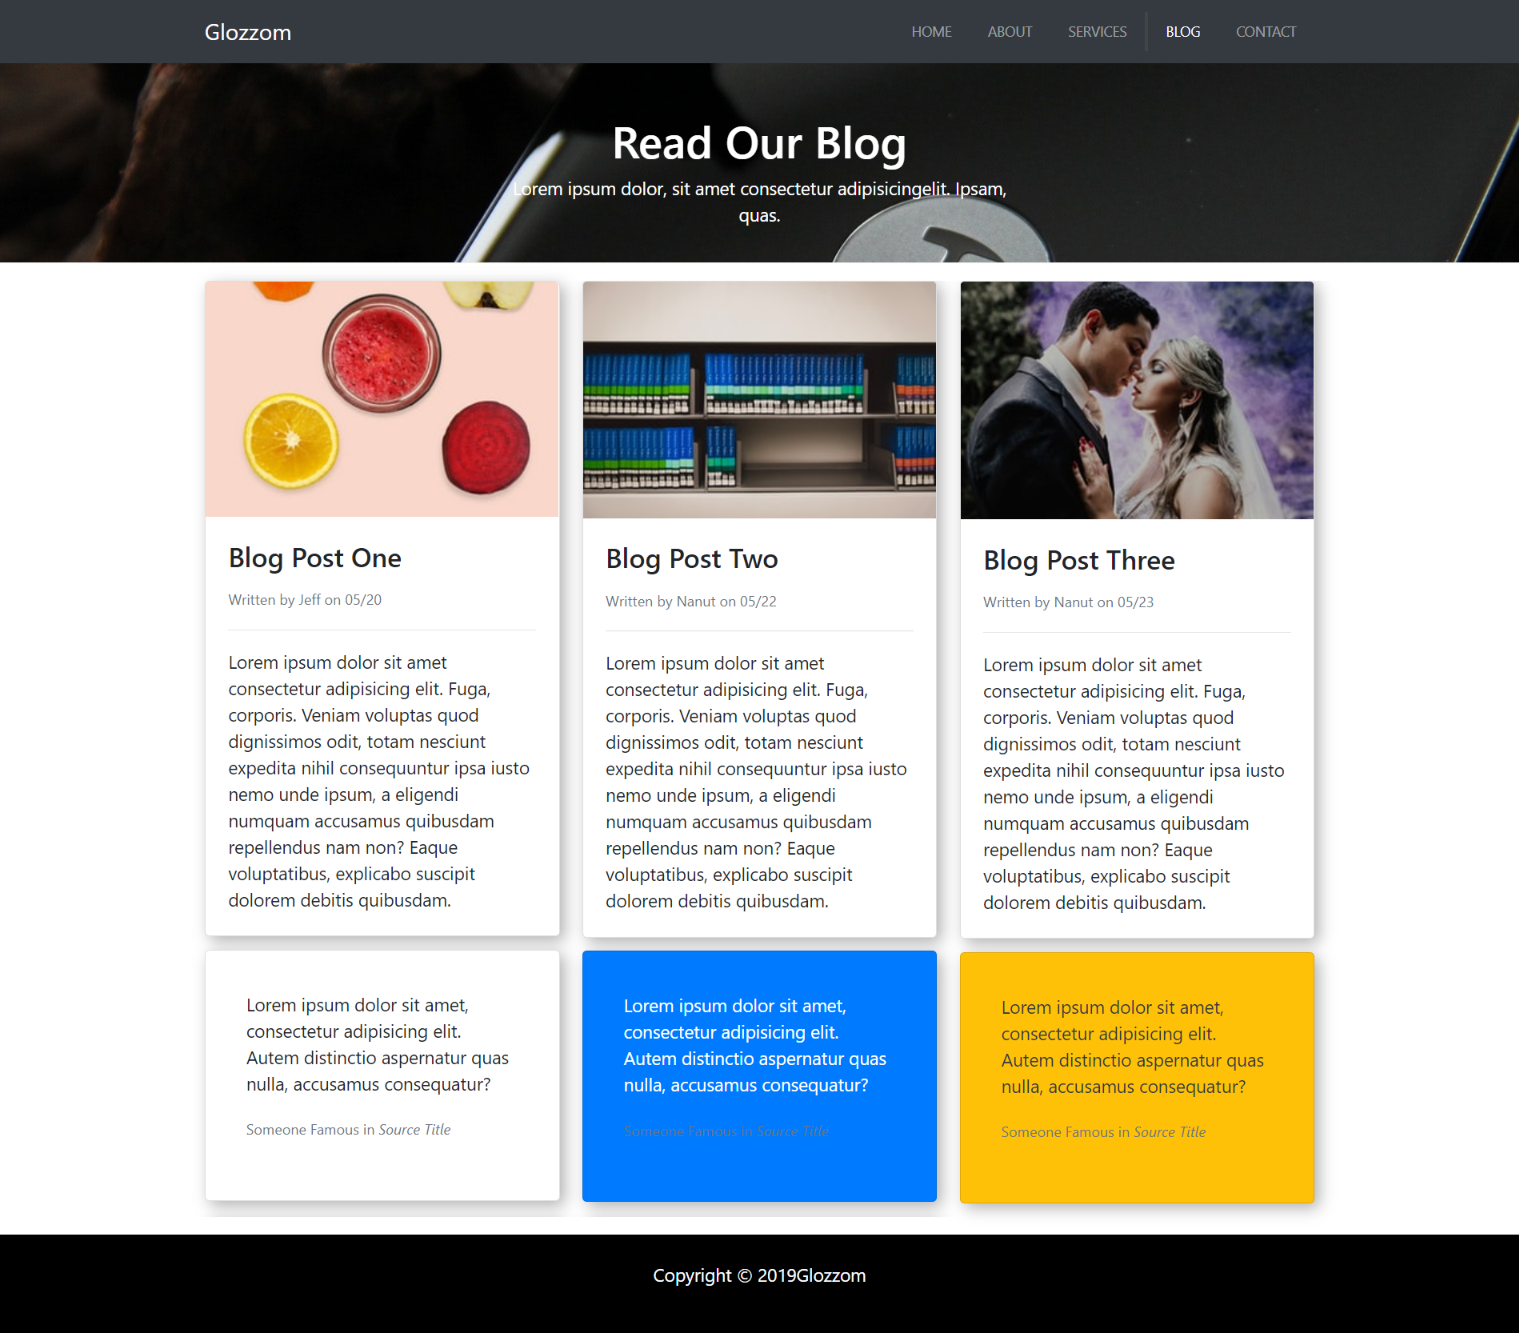 Glozzom
HOME ABOUT SERVICES BLOG CONTACT
Read Our Blog
Lorem ipsum dolor, sit amet consectetur adipisicingelit. Ipsam,
quas.
Blog Post One
Written by Jeff on 05/20
Lorem ipsum dolor sit amet
consectetur adipisicing elit. Fuga,
corporis. Veniam voluptas quod
dignissimos odit, totam nesciunt
expedita nihil consequuntur ipsa iusto
nemo unde ipsum, a eligendi
numquam accusamus quibusdam
repellendus nam non? Eaque
voluptatibus, explicabo suscipit
dolorem debitis quibusdam.
Blog Post Two
Written by Nanut on 05/22
Lorem ipsum dolor sit amet
consectetur adipisicing elit. Fuga,
corporis. Veniam voluptas quod
dignissimos odit, totam nesciunt
expedita nihil consequuntur ipsa iusto
nemo unde ipsum, a eligendi
numquam accusamus quibusdam
repellendus nam non? Eaque
voluptatibus, explicabo suscipit
dolorem debitis quibusdam.
Blog Post Three
Written by Nanut on 05/23
Lorem ipsum dolor sit amet
consectetur adipisicing elit. Fuga,
corporis. Veniam voluptas quod
dignissimos odit, totam nesciunt
expedita nihil consequuntur ipsa iusto
nemo unde ipsum, a eligendi
numquam accusamus quibusdam
repellendus nam non? Eaque
voluptatibus, explicabo suscipit
dolorem debitis quibusdam.
Lorem ipsum dolor sit amet,
consectetur adipisicing elit.
Autem distinctio aspernatur quas
nulla, accusamus consequatur?
Someone Famous in Source Title
Lorem ipsum dolor sit amet,
consectetur adipisicing elit.
Autem distinctio aspernatur quas
nulla, accusamus consequatur?
Someone Famous in Source Title
Lorem ipsum dolor sit amet,
consectetur adipisicing elit.
Autem distinctio aspernatur quas
nulla, accusamus consequatur?
Someone Famous in Source Title
Copyright © 2019Glozzom